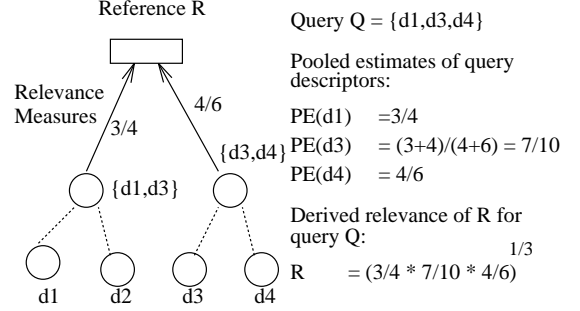 Reference R
Relevance
Measures
3/4
4/6
{d1,d3}
{d3,d4}
d1
d2
d3
d4
Query Q = {d1,d3,d4}
Pooled estimates of query
descriptors:
PE(d1) =3/4
PE(d3) = (3+4)/(4+6) = 7/10
PE(d4) = 4/6
Derived relevance of R for
query Q:
R = (3/4 * 7/10 * 4/6) 1/3